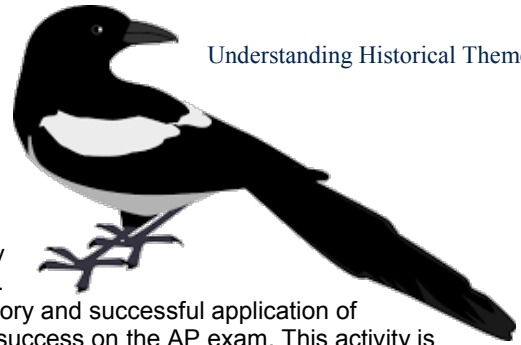 Understanding Historical Theme
ory and successful application of
success on the AP exam. This activity is